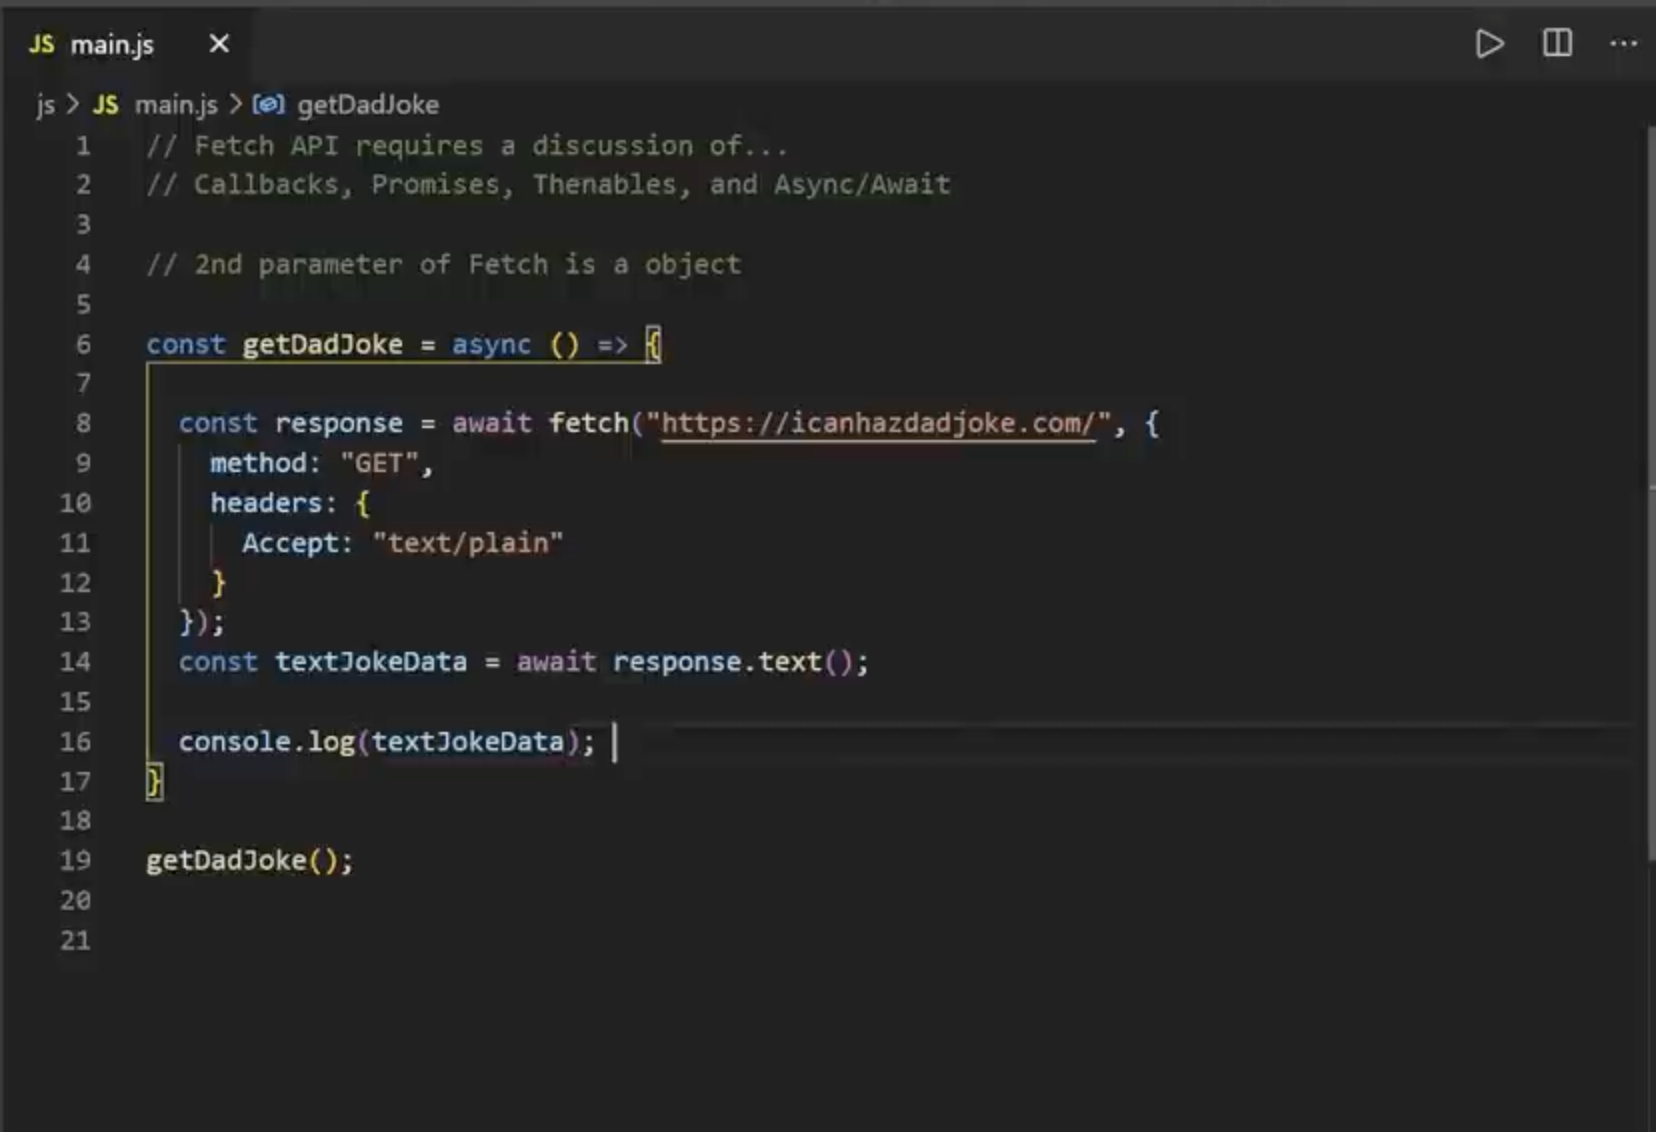 JS main.js ×
js > JS main.js > getDadJoke
1 // Fetch API requires a discussion of...
2 // Callbacks, Promises, Thenables, and Async/Await
3
4 // 2nd parameter of Fetch is a object
5
6 const getDadJoke = async () => {
7
8   const response = await fetch("https://icanhazdadjoke.com/", {
9     method: "GET",
10     headers: {
11       Accept: "text/plain"
12     }
13   });
14   const textJokeData = await response.text();
15
16   console.log(textJokeData);
17 }
18
19 getDadJoke();
20
21